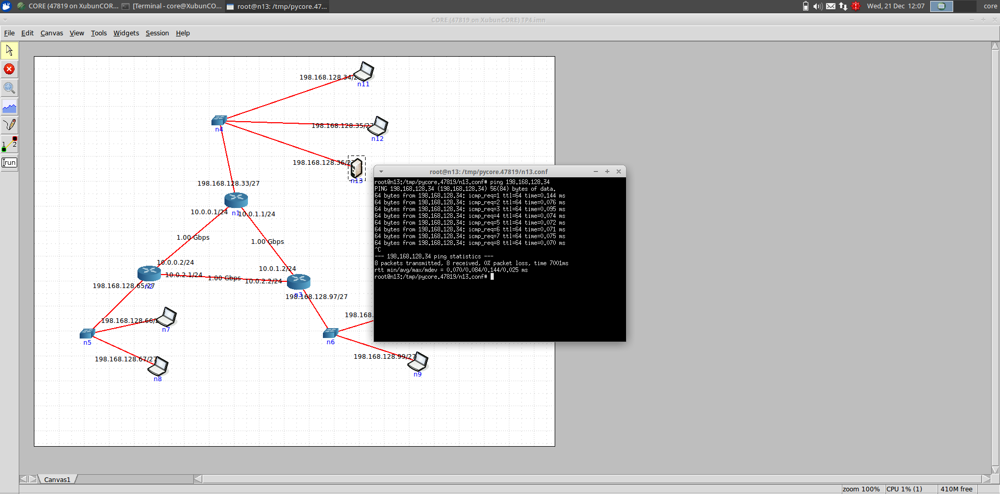 CORE (47819 on XubunCOR...
[Terminal - core@XubunCO...
root@n13: /tmp/pycore.47...
Wed, 21 Dec 12:07
core
CORE (47819 on XubunCORE) TP4.imn
File Edit Canvas View Tools Widgets Session Help
1 2
run
198.168.128.34/2
n11
n4
198.168.128.35/27
n12
198.168.128.36/27
n13
198.168.128.33/27
10.0.0.1/24
n1
10.0.1.1/24
1.00 Gbps
1.00 Gbps
10.0.0.2/24
10.0.1.2/24
10.0.2.1/24
1.00 Gbps
10.0.2.2/24
198.168.128.65/27
n2
n3
198.168.128.97/27
198.168.
198.168.128.66/2
n7
n5
n6
198.168.128.67/27
n8
198.168.128.99/27
n9
root@n13: /tmp/pycore.47819/n13.conf
root@n13:/tmp/pycore.47819/n13.conf# ping 198.168.128.34
PING 198.168.128.34 (198.168.128.34) 56(84) bytes of data.
64 bytes from 198.168.128.34: icmp_req=1 ttl=64 time=0.144 ms
64 bytes from 198.168.128.34: icmp_req=2 ttl=64 time=0.076 ms
64 bytes from 198.168.128.34: icmp_req=3 ttl=64 time=0.095 ms
64 bytes from 198.168.128.34: icmp_req=4 ttl=64 time=0.074 ms
64 bytes from 198.168.128.34: icmp_req=5 ttl=64 time=0.072 ms
64 bytes from 198.168.128.34: icmp_req=6 ttl=64 time=0.071 ms
64 bytes from 198.168.128.34: icmp_req=7 ttl=64 time=0.075 ms
64 bytes from 198.168.128.34: icmp_req=8 ttl=64 time=0.070 ms
^C
--- 198.168.128.34 ping statistics ---
8 packets transmitted, 8 received, 0% packet loss, time 7001ms
rtt min/avg/max/mdev = 0.070/0.084/0.144/0.025 ms
root@n13:/tmp/pycore.47819/n13.conf#
Canvas1
zoom 100%
CPU 1% (1)
410M free